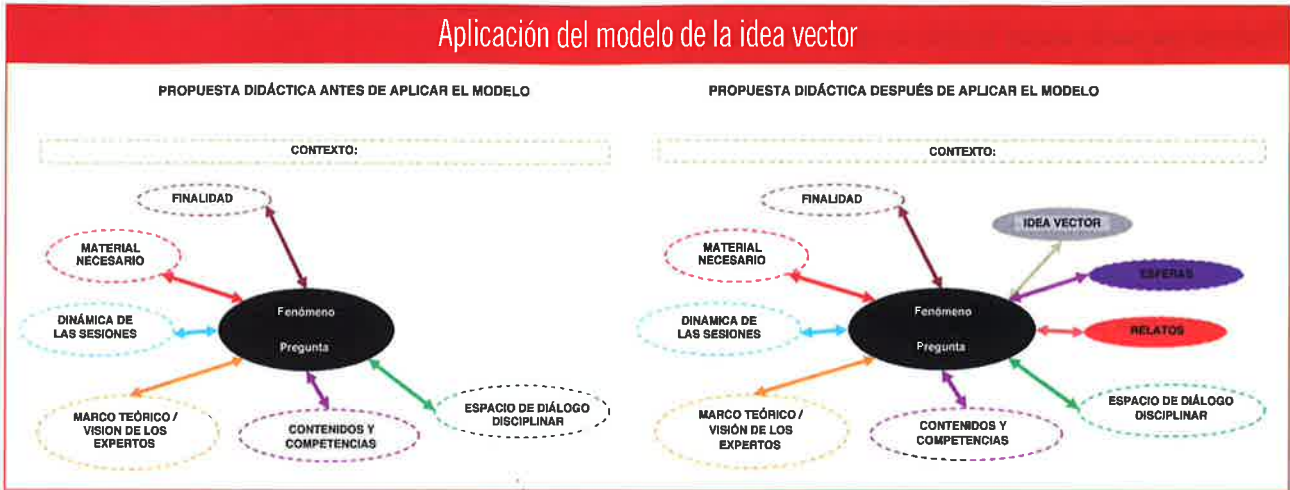 Aplicación del modelo de la idea vector
PROPUESTA DIDÁCTICA ANTES DE APLICAR EL MODELO
CONTEXTO:
FINALIDAD
MATERIAL
NECESARIO
DINÁMICA DE
LAS SESIONES
Fenómeno
Pregunta
MARCO TEÓRICO /
VISION DE LOS
EXPERTOS
CONTENIDOS Y
COMPETENCIAS
ESPACIO DE DIÁLOGO
DISCIPLINAR
PROPUESTA DIDÁCTICA DESPUÉS DE APLICAR EL MODELO
CONTEXTO:
FINALIDAD
IDEA VECTOR
MATERIAL
NECESARIO
ESFERAS
DINÁMICA DE
LAS SESIONES
Fenómeno
Pregunta
RELATOS
MARCO TEÓRICO /
VISIÓN DE LOS
EXPERTOS
CONTENIDOS Y
COMPETENCIAS
ESPACIO DE DIÁLOGO
DISCIPLINAR